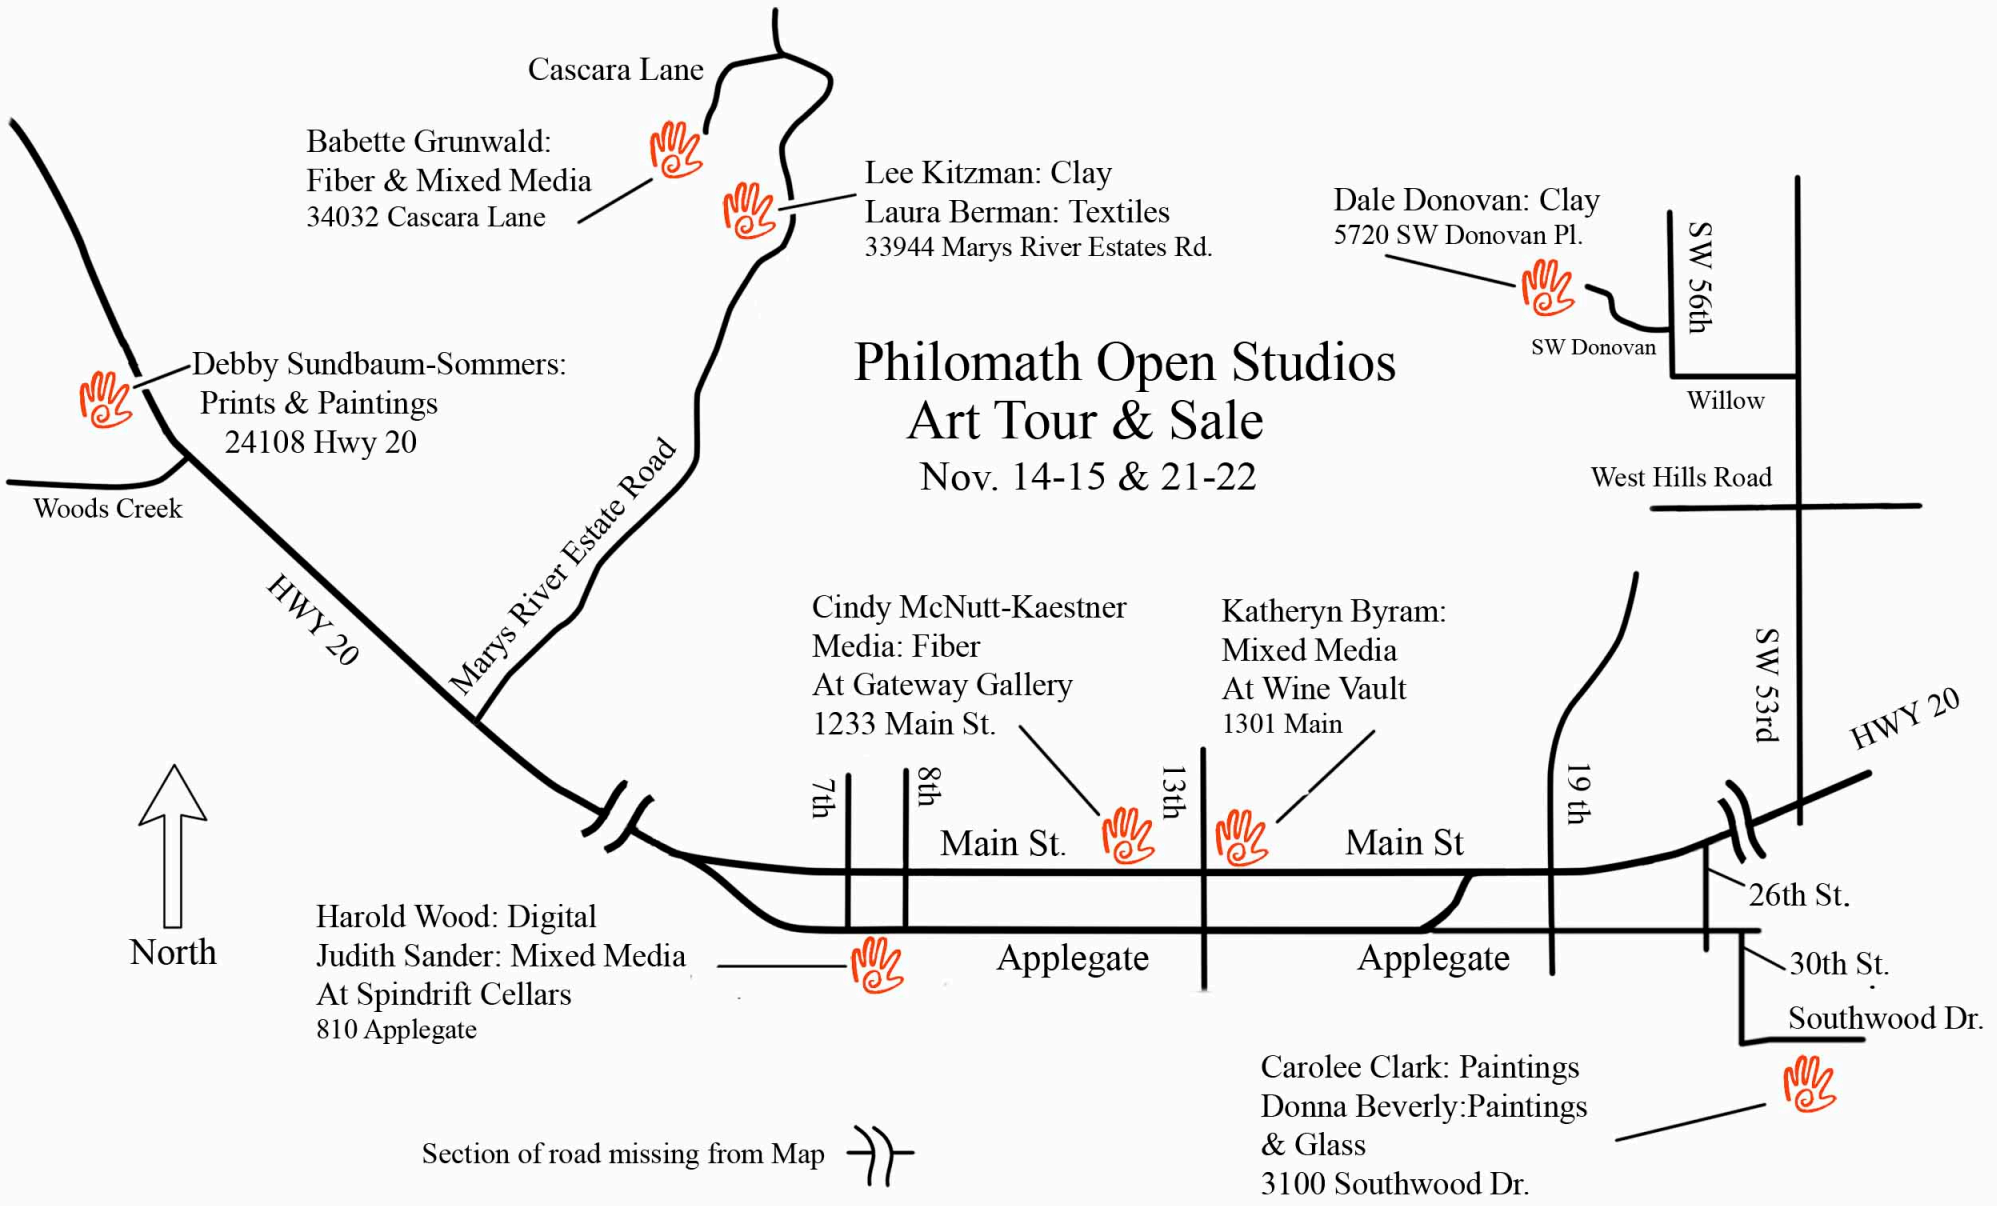 Cascara Lane
Babette Grunwald:
Fiber & Mixed Media
34032 Cascara Lane
Lee Kitzman: Clay
Laura Berman: Textiles
33944 Marys River Estates Rd.
Dale Donovan: Clay
5720 SW Donovan Pl.
SW 56th
SW Donovan
Willow
Debby Sundbaum-Sommers:
Prints & Paintings
24108 Hwy 20
Philomath Open Studios
Art Tour & Sale
Nov. 14-15 & 21-22
West Hills Road
Woods Creek
HWY 20
Marys River Estate Road
Cindy McNutt-Kaestner
Media: Fiber
At Gateway Gallery
1233 Main St.
Katheryn Byram:
Mixed Media
At Wine Vault
1301 Main
SW 53rd
HWY 20
7th
8th
13th
19 th
Main St.
Main St
26th St.
Harold Wood: Digital
Judith Sander: Mixed Media
At Spindrift Cellars
810 Applegate
North
Applegate
Applegate
30th St.
Southwood Dr.
Carolee Clark: Paintings
Donna Beverly:Paintings
& Glass
3100 Southwood Dr.
Section of road missing from Map